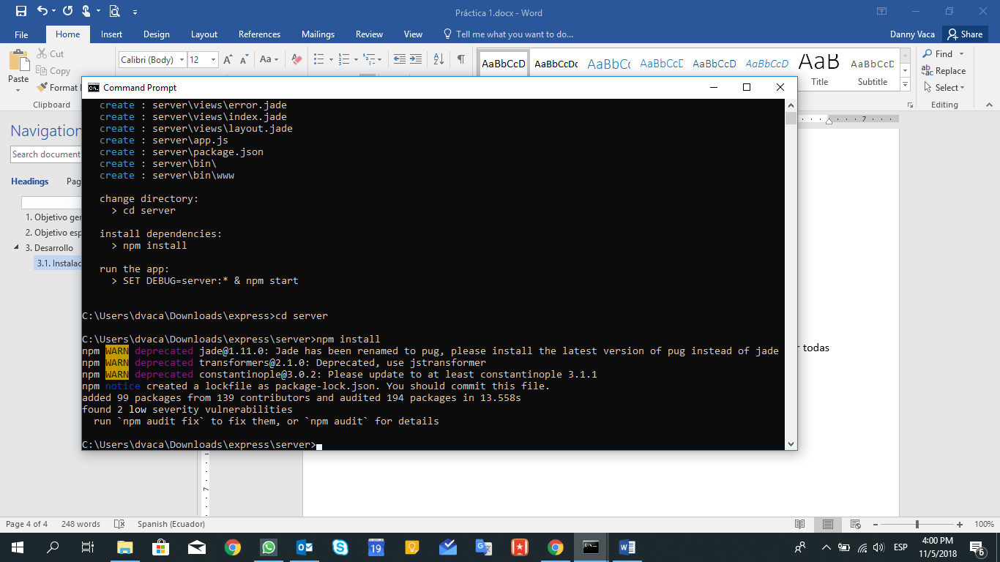 Práctica 1.docx - Word
File Home Insert Design Layout References Mailings Review View Tell me what you want to do... Danny Vaca Share
Paste
Cut
Copy
Format
Clipboard
Calibri (Body) 12
Aa
AaBbCcD AaBbCcDc AaBbCc AaBbCcD AaBbCcD AaBbCcD AaB AaBbCcD
Title Subtitle
Find
Replace
Select
Editing
Navigation
Search document
Headings Pag
1. Objetivo ger
2. Objetivo esp
3. Desarrollo
3.1. Instalac
7
Command Prompt
create : server\views\error.jade
create : server\views\index.jade
create : server\views\layout.jade
create : server\app.js
create : server\package.json
create : server\bin\
create : server\bin\www
change directory:
> cd server
install dependencies:
> npm install
run the app:
> SET DEBUG=server:* & npm start
C:\Users\dvaca\Downloads\express>cd server
C:\Users\dvaca\Downloads\express\server>npm install
npm WARN deprecated jade@1.11.0: Jade has been renamed to pug, please install the latest version of pug instead of jade
npm WARN deprecated transformers@2.1.0: Deprecated, use jstransformer
npm WARN deprecated constantinople@3.0.2: Please update to at least constantinople 3.1.1
npm notice created a lockfile as package-lock.json. You should commit this file.
added 99 packages from 139 contributors and audited 194 packages in 13.558s
found 2 low severity vulnerabilities
run `npm audit fix` to fix them, or `npm audit` for details
C:\Users\dvaca\Downloads\express\server>
r todas
7
Page 4 of 4 248 words Spanish (Ecuador) 100%
19
ESP
4:00 PM
11/5/2018
6